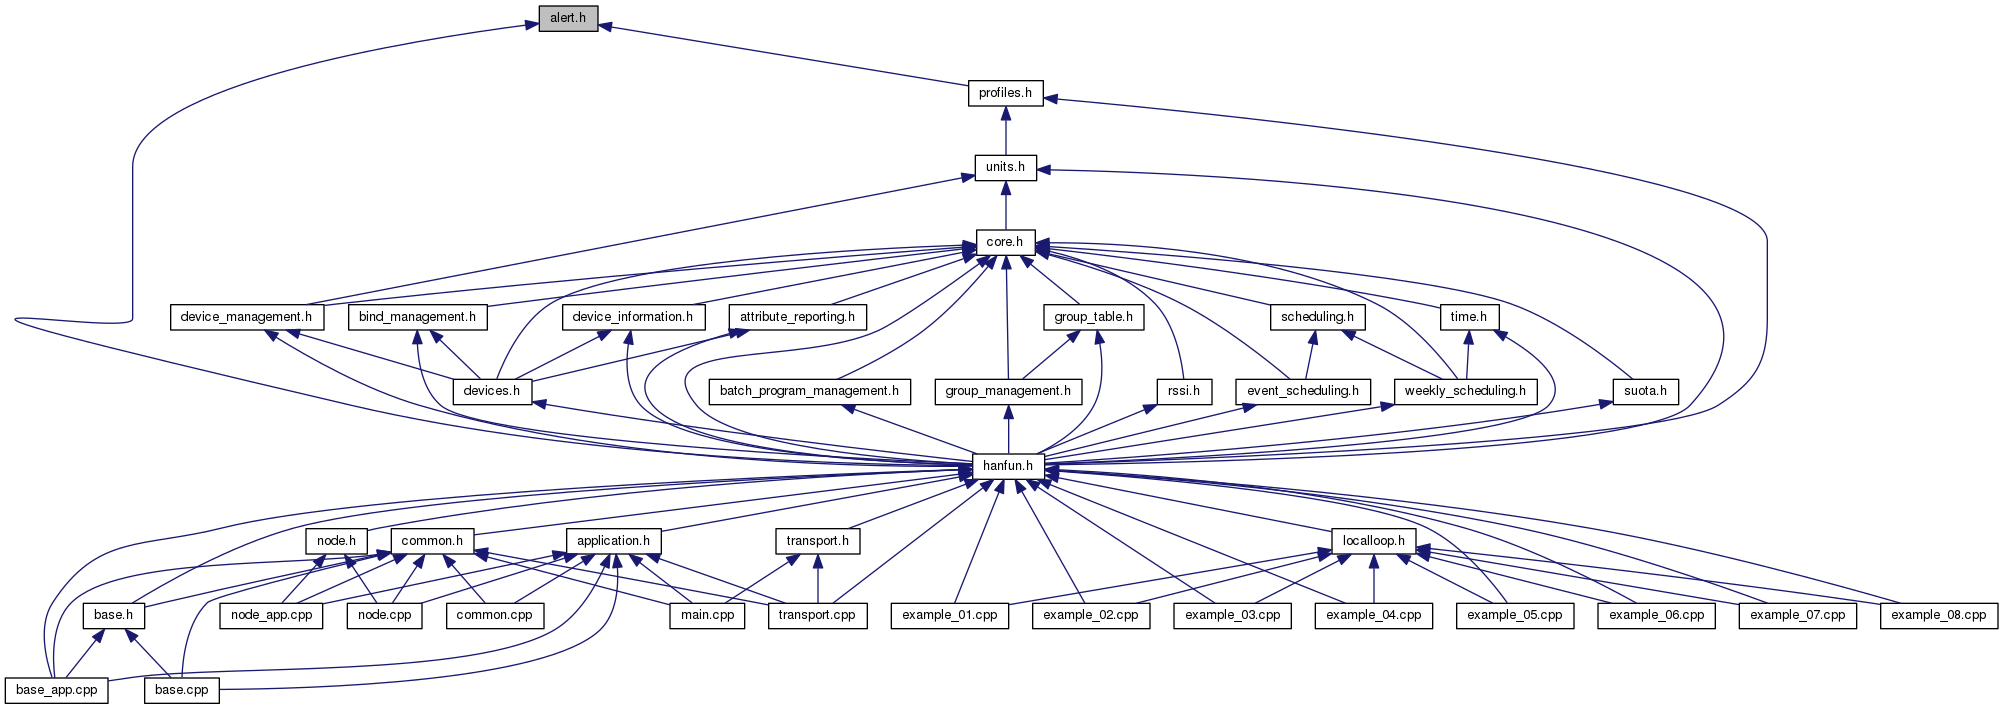 alert.h
profiles.h
units.h
core.h
device_management.h
bind_management.h
device_information.h
attribute_reporting.h
group_table.h
scheduling.h
time.h
devices.h
batch_program_management.h
group_management.h
rssi.h
event_scheduling.h
weekly_scheduling.h
suota.h
hanfun.h
node.h
common.h
application.h
transport.h
localloop.h
base.h
node_app.cpp
node.cpp
common.cpp
main.cpp
transport.cpp
example_01.cpp
example_02.cpp
example_03.cpp
example_04.cpp
example_05.cpp
example_06.cpp
example_07.cpp
example_08.cpp
base_app.cpp
base.cpp